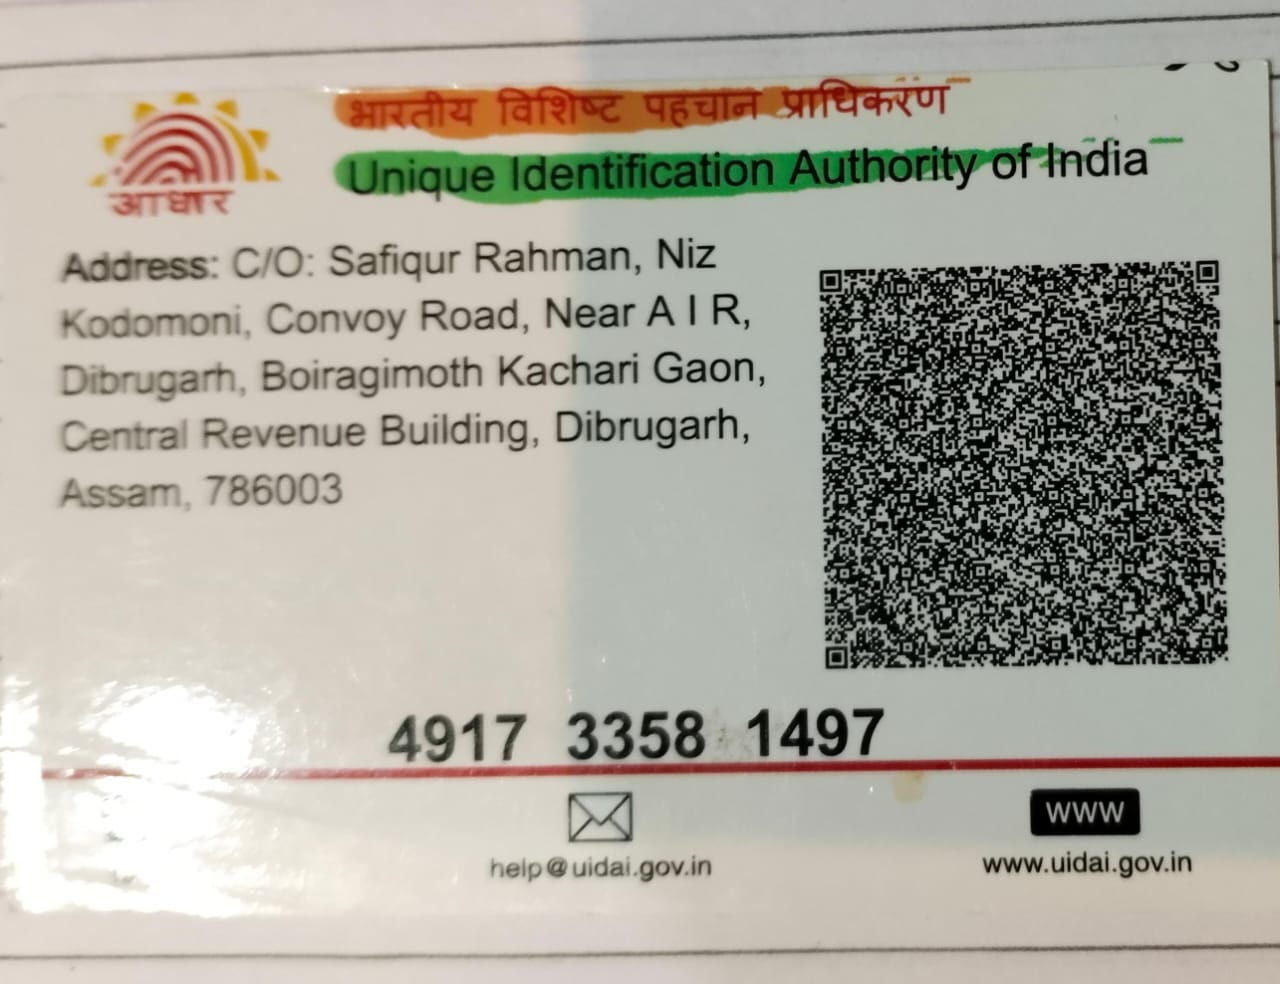 भारतीय विशिष्ट पहचान प्राधिकरण
Unique Identification Authority of India
आधार
Address: C/O: Safiqur Rahman, Niz
Kodomoni, Convoy Road, Near A I R,
Dibrugarh, Boiragimoth Kachari Gaon,
Central Revenue Building, Dibrugarh,
Assam, 786003
4917 3358 1497
www
help@uidai.gov.in
www.uidai.gov.in